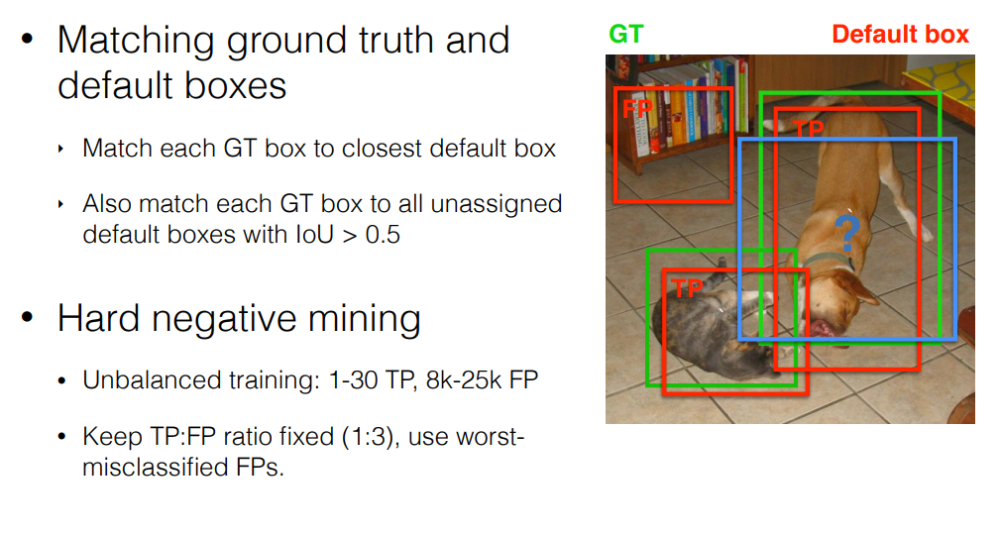 Matching ground truth and
default boxes
Match each GT box to closest default box
Also match each GT box to all unassigned
default boxes with IoU > 0.5
Hard negative mining
Unbalanced training: 1-30 TP, 8k-25k FP
Keep TP:FP ratio fixed (1:3), use worst-
misclassified FPs.
GT
Default box
FP
TP
?
TP